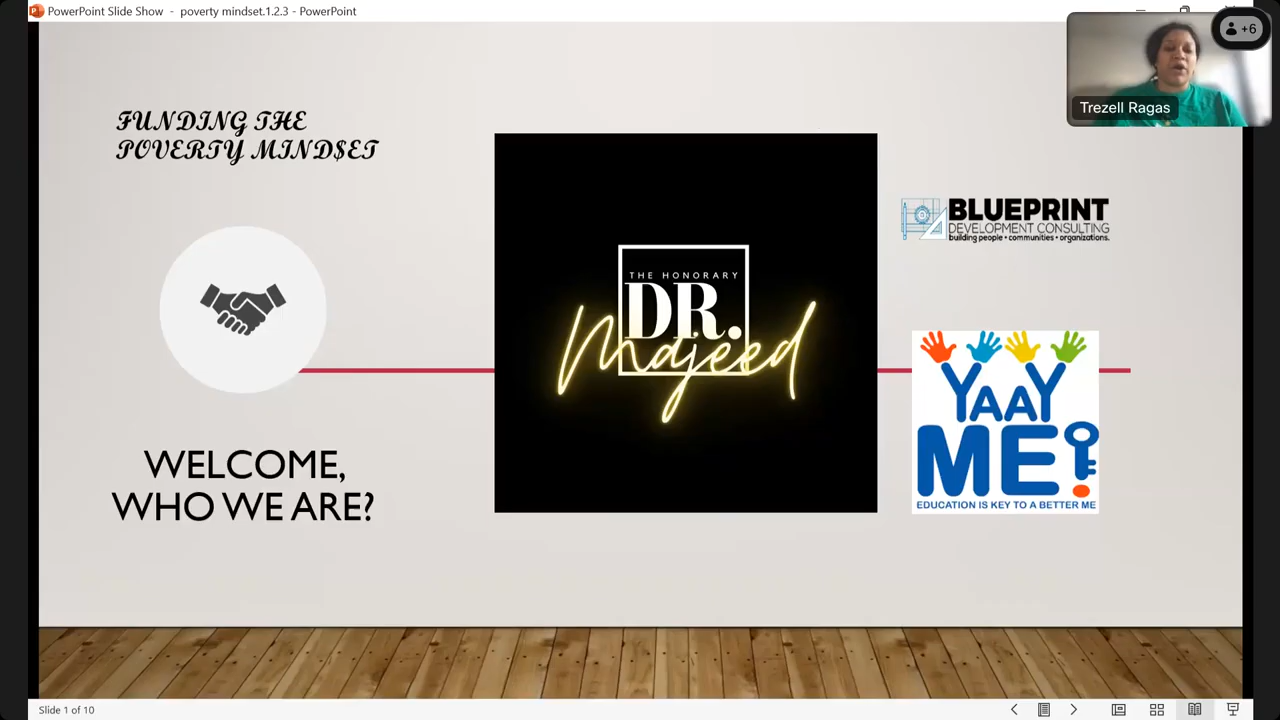 PowerPoint Slide Show - poverty mindset.1.2.3 - PowerPoint
+6
Trezell Ragas
FUNDING THE
POVERTY MIND$ET
THE HONORARY
DR.
Majeed
BLUEPRINT
DEVELOPMENT CONSULTING
building people • communities • organizations.
YAAY
ME!
EDUCATION IS KEY TO A BETTER ME
WELCOME,
WHO WE ARE?
Slide 1 of 10